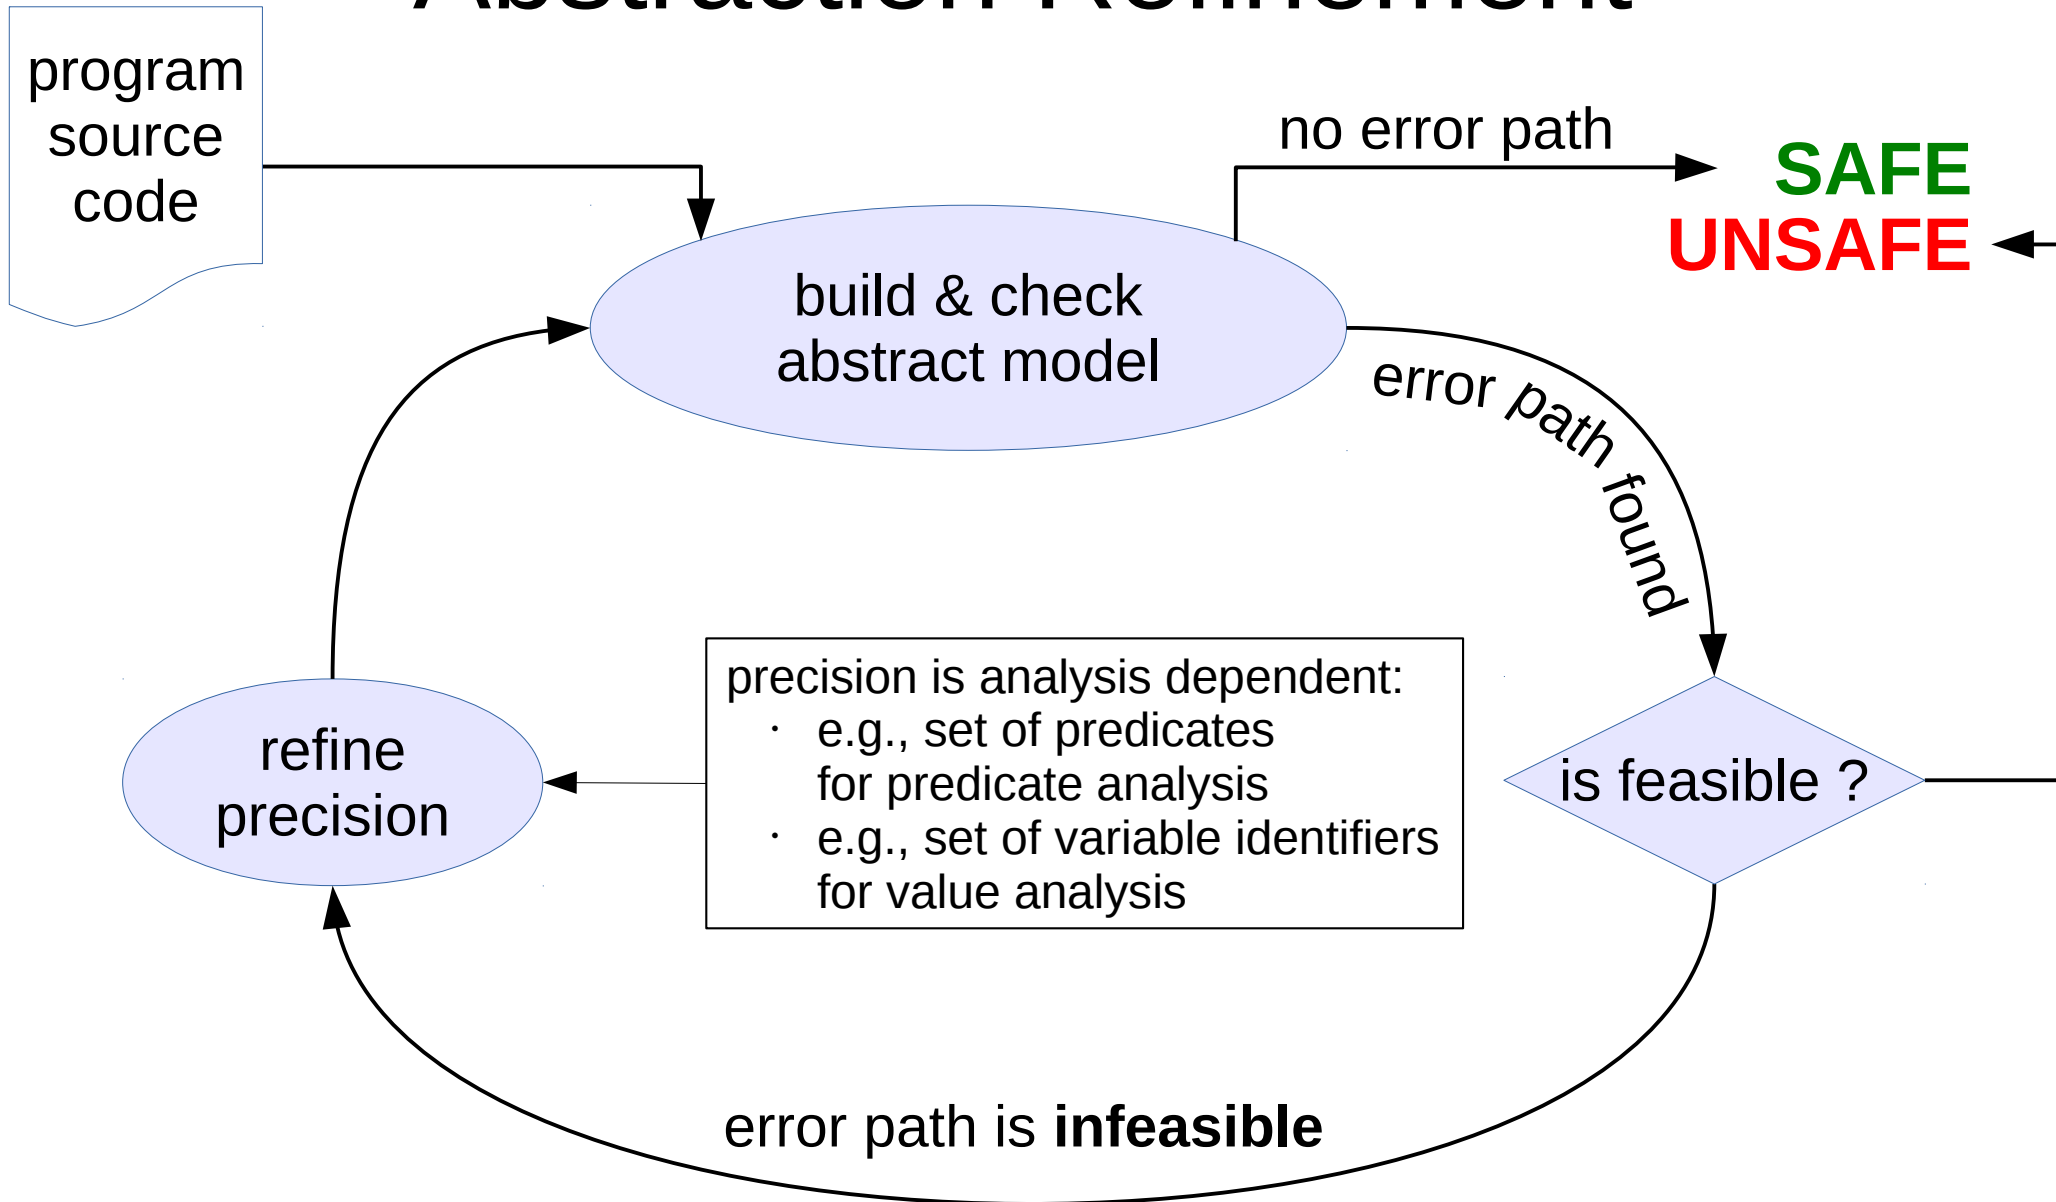 Abstraction Refinement
program
source
code
no error path
SAFE
UNSAFE
build & check
abstract model
error path found
precision is analysis dependent:
· e.g., set of predicates
for predicate analysis
· e.g., set of variable identifiers
for value analysis
refine
precision
is feasible ?
error path is infeasible